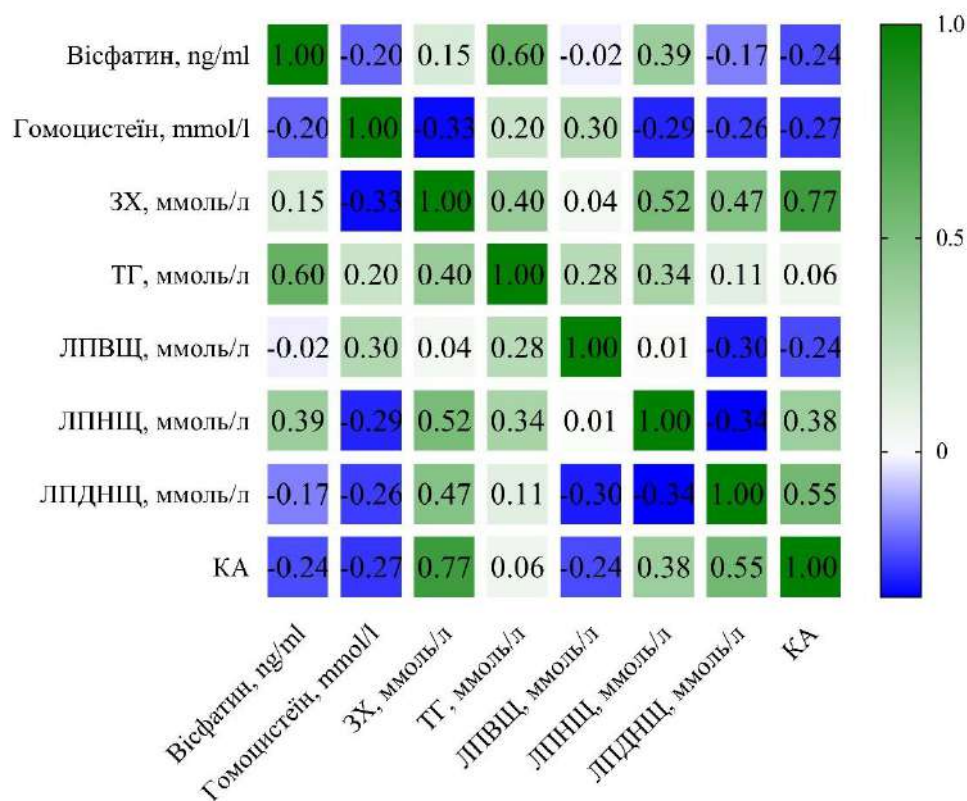 Вісфатин, ng/ml 1.00 -0.20 0.15 0.60 -0.02 0.39 -0.17 -0.24
Гомоцистеїн, mmol/l -0.20 1.00 -0.33 0.20 0.30 -0.29 -0.26 -0.27
ЗХ, ммоль/л 0.15 -0.33 1.00 0.40 0.04 0.52 0.47 0.77
ТГ, ммоль/л 0.60 0.20 0.40 1.00 0.28 0.34 0.11 0.06
ЛПВЩ, ммоль/л -0.02 0.30 0.04 0.28 1.00 0.01 -0.30 -0.24
ЛПНЩ, ммоль/л 0.39 -0.29 0.52 0.34 0.01 1.00 -0.34 0.38
ЛПДНЩ, ммоль/л -0.17 -0.26 0.47 0.11 -0.30 -0.34 1.00 0.55
КА -0.24 -0.27 0.77 0.06 -0.24 0.38 0.55 1.00
Вісфатин, ng/ml
Гомоцистеїн, mmol/l
ЗХ, ммоль/л
ТГ, ммоль/л
ЛПВЩ, ммоль/л
ЛПНЩ, ммоль/л
ЛПДНЩ, ммоль/л
КА
1.0
0.5
0